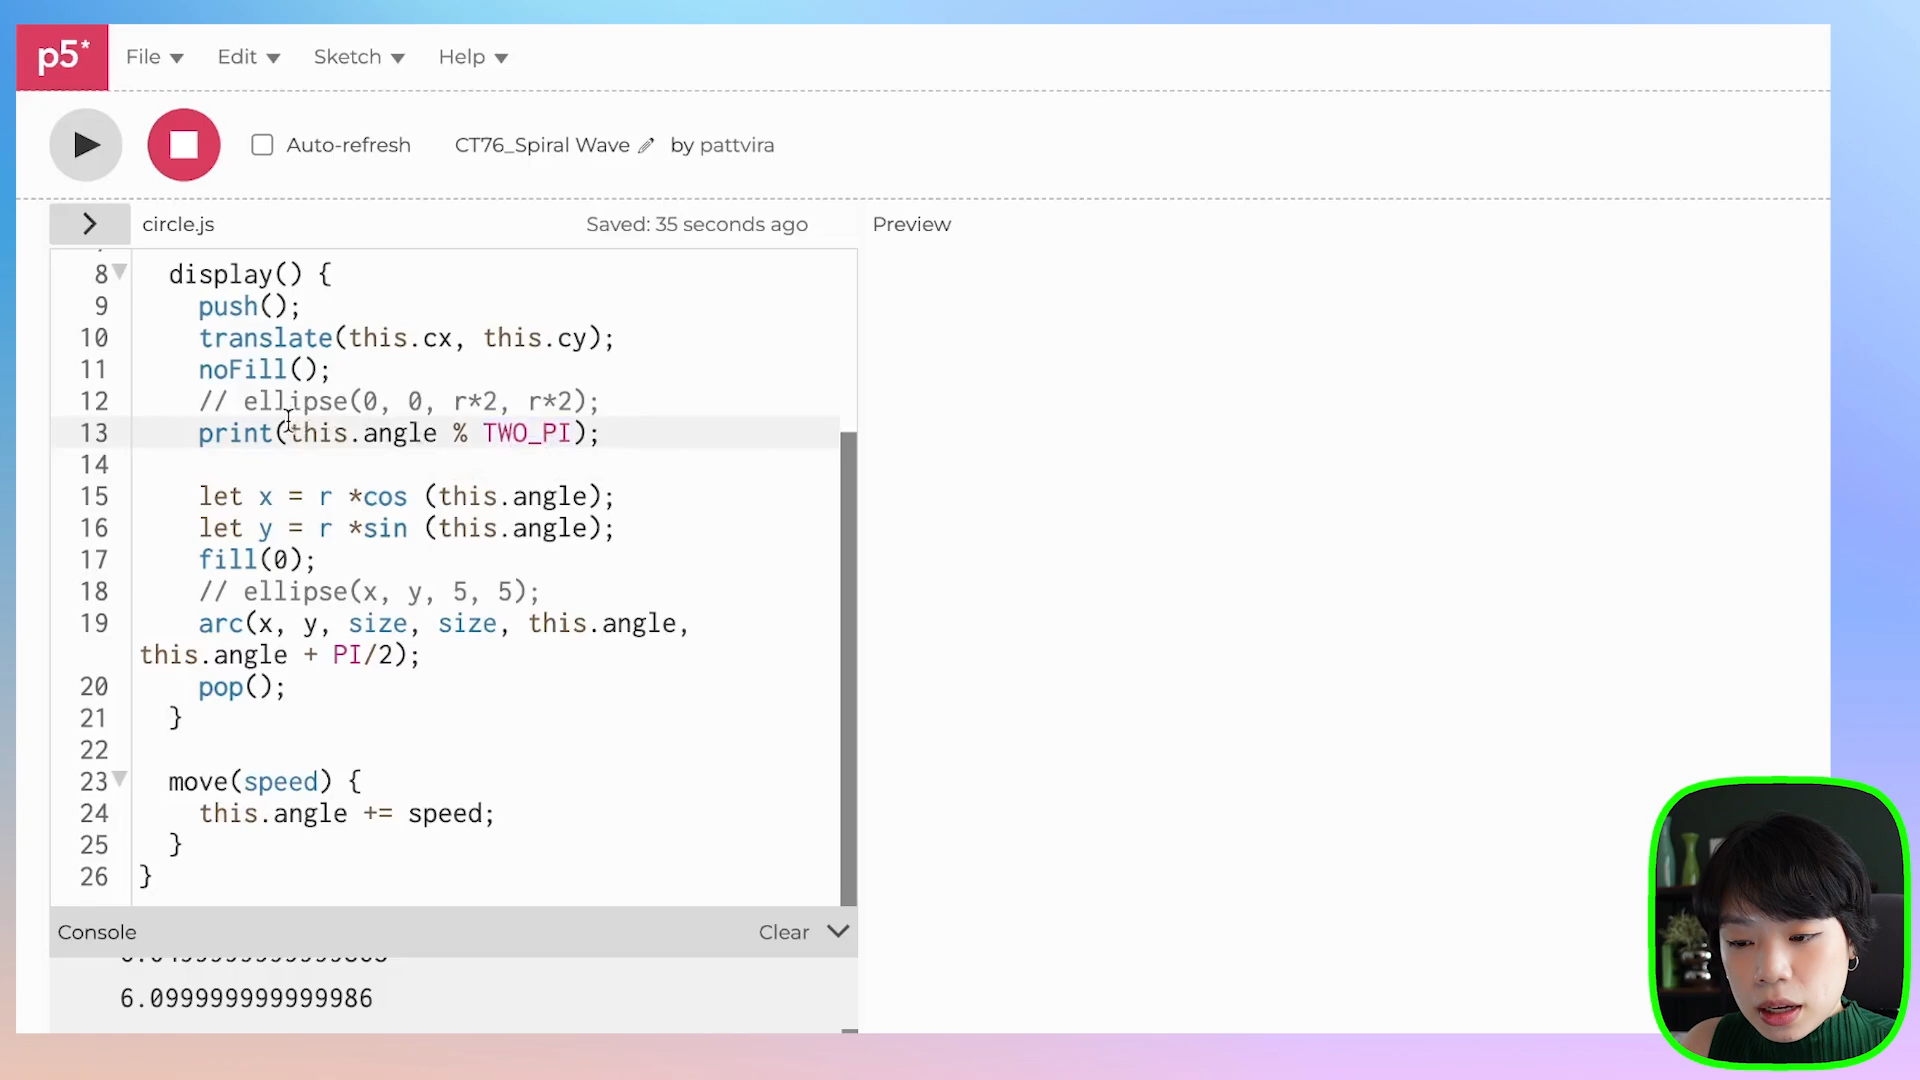 p5*
File Edit Sketch Help
Auto-refresh CT76_Spiral Wave by pattvira
circle.js Saved: 35 seconds ago Preview
8 display() {
9 push();
10 translate(this.cx, this.cy);
11 noFill();
12 // ellipse(0, 0, r*2, r*2);
13 print(this.angle % TWO_PI);
14
15 let x = r *cos (this.angle);
16 let y = r *sin (this.angle);
17 fill(0);
18 // ellipse(x, y, 5, 5);
19 arc(x, y, size, size, this.angle,
this.angle + PI/2);
20 pop();
21 }
22
23 move(speed) {
24 this.angle += speed;
25 }
26 }
Console Clear
6.099999999999986